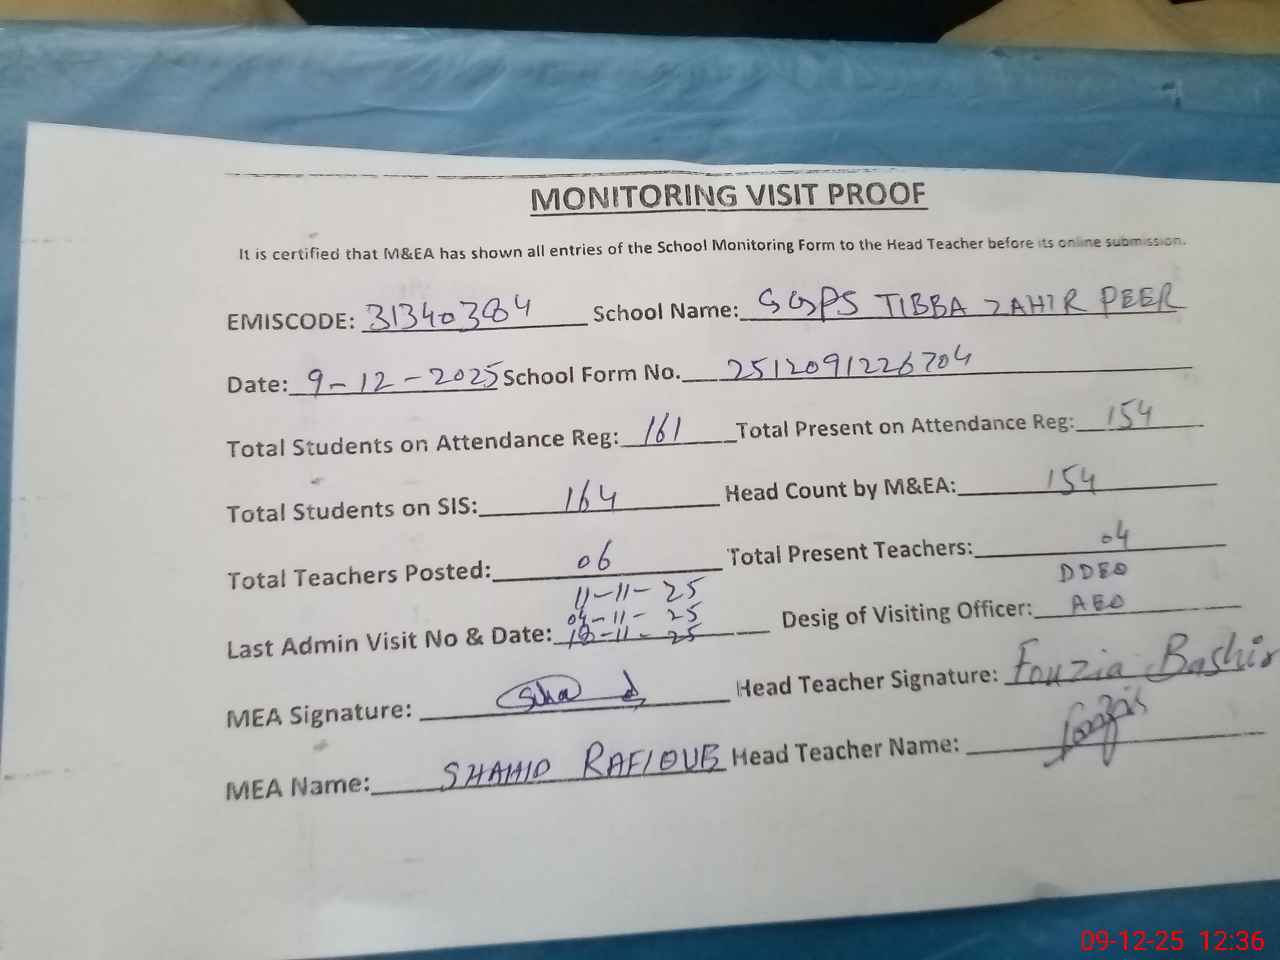 MONITORING VISIT PROOF
It is certified that M&EA has shown all entries of the School Monitoring Form to the Head Teacher before its online submission.
EMISCODE: 31340384 School Name: GGPS TIBBA ZAHIR PEER
Date: 9-12-2025 School Form No. 2512091226704
Total Students on Attendance Reg: 161 Total Present on Attendance Reg: 154
Total Students on SIS: 164 Head Count by M&EA: 154
Total Teachers Posted: 06 Total Present Teachers: 04
11-11-25 DDEO
04-11-25
Last Admin Visit No & Date: 18-11-25 Desig of Visiting Officer: AEO
MEA Signature: Head Teacher Signature: Fouzia Bashir
MEA Name: SHAHID Head Teacher Name:
09-12-25 12:36